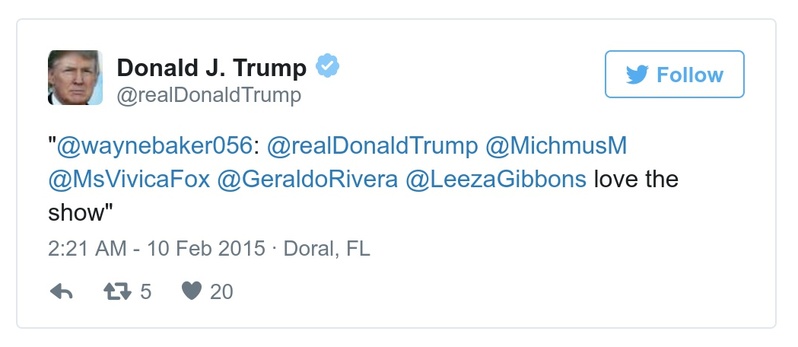 Donald J. Trump
@realDonaldTrump
Follow
"@waynebaker056: @realDonaldTrump @MichmusM
@MsVivicaFox @GeraldoRivera @LeezaGibbons love the
show"
2:21 AM - 10 Feb 2015 · Doral, FL
5 20